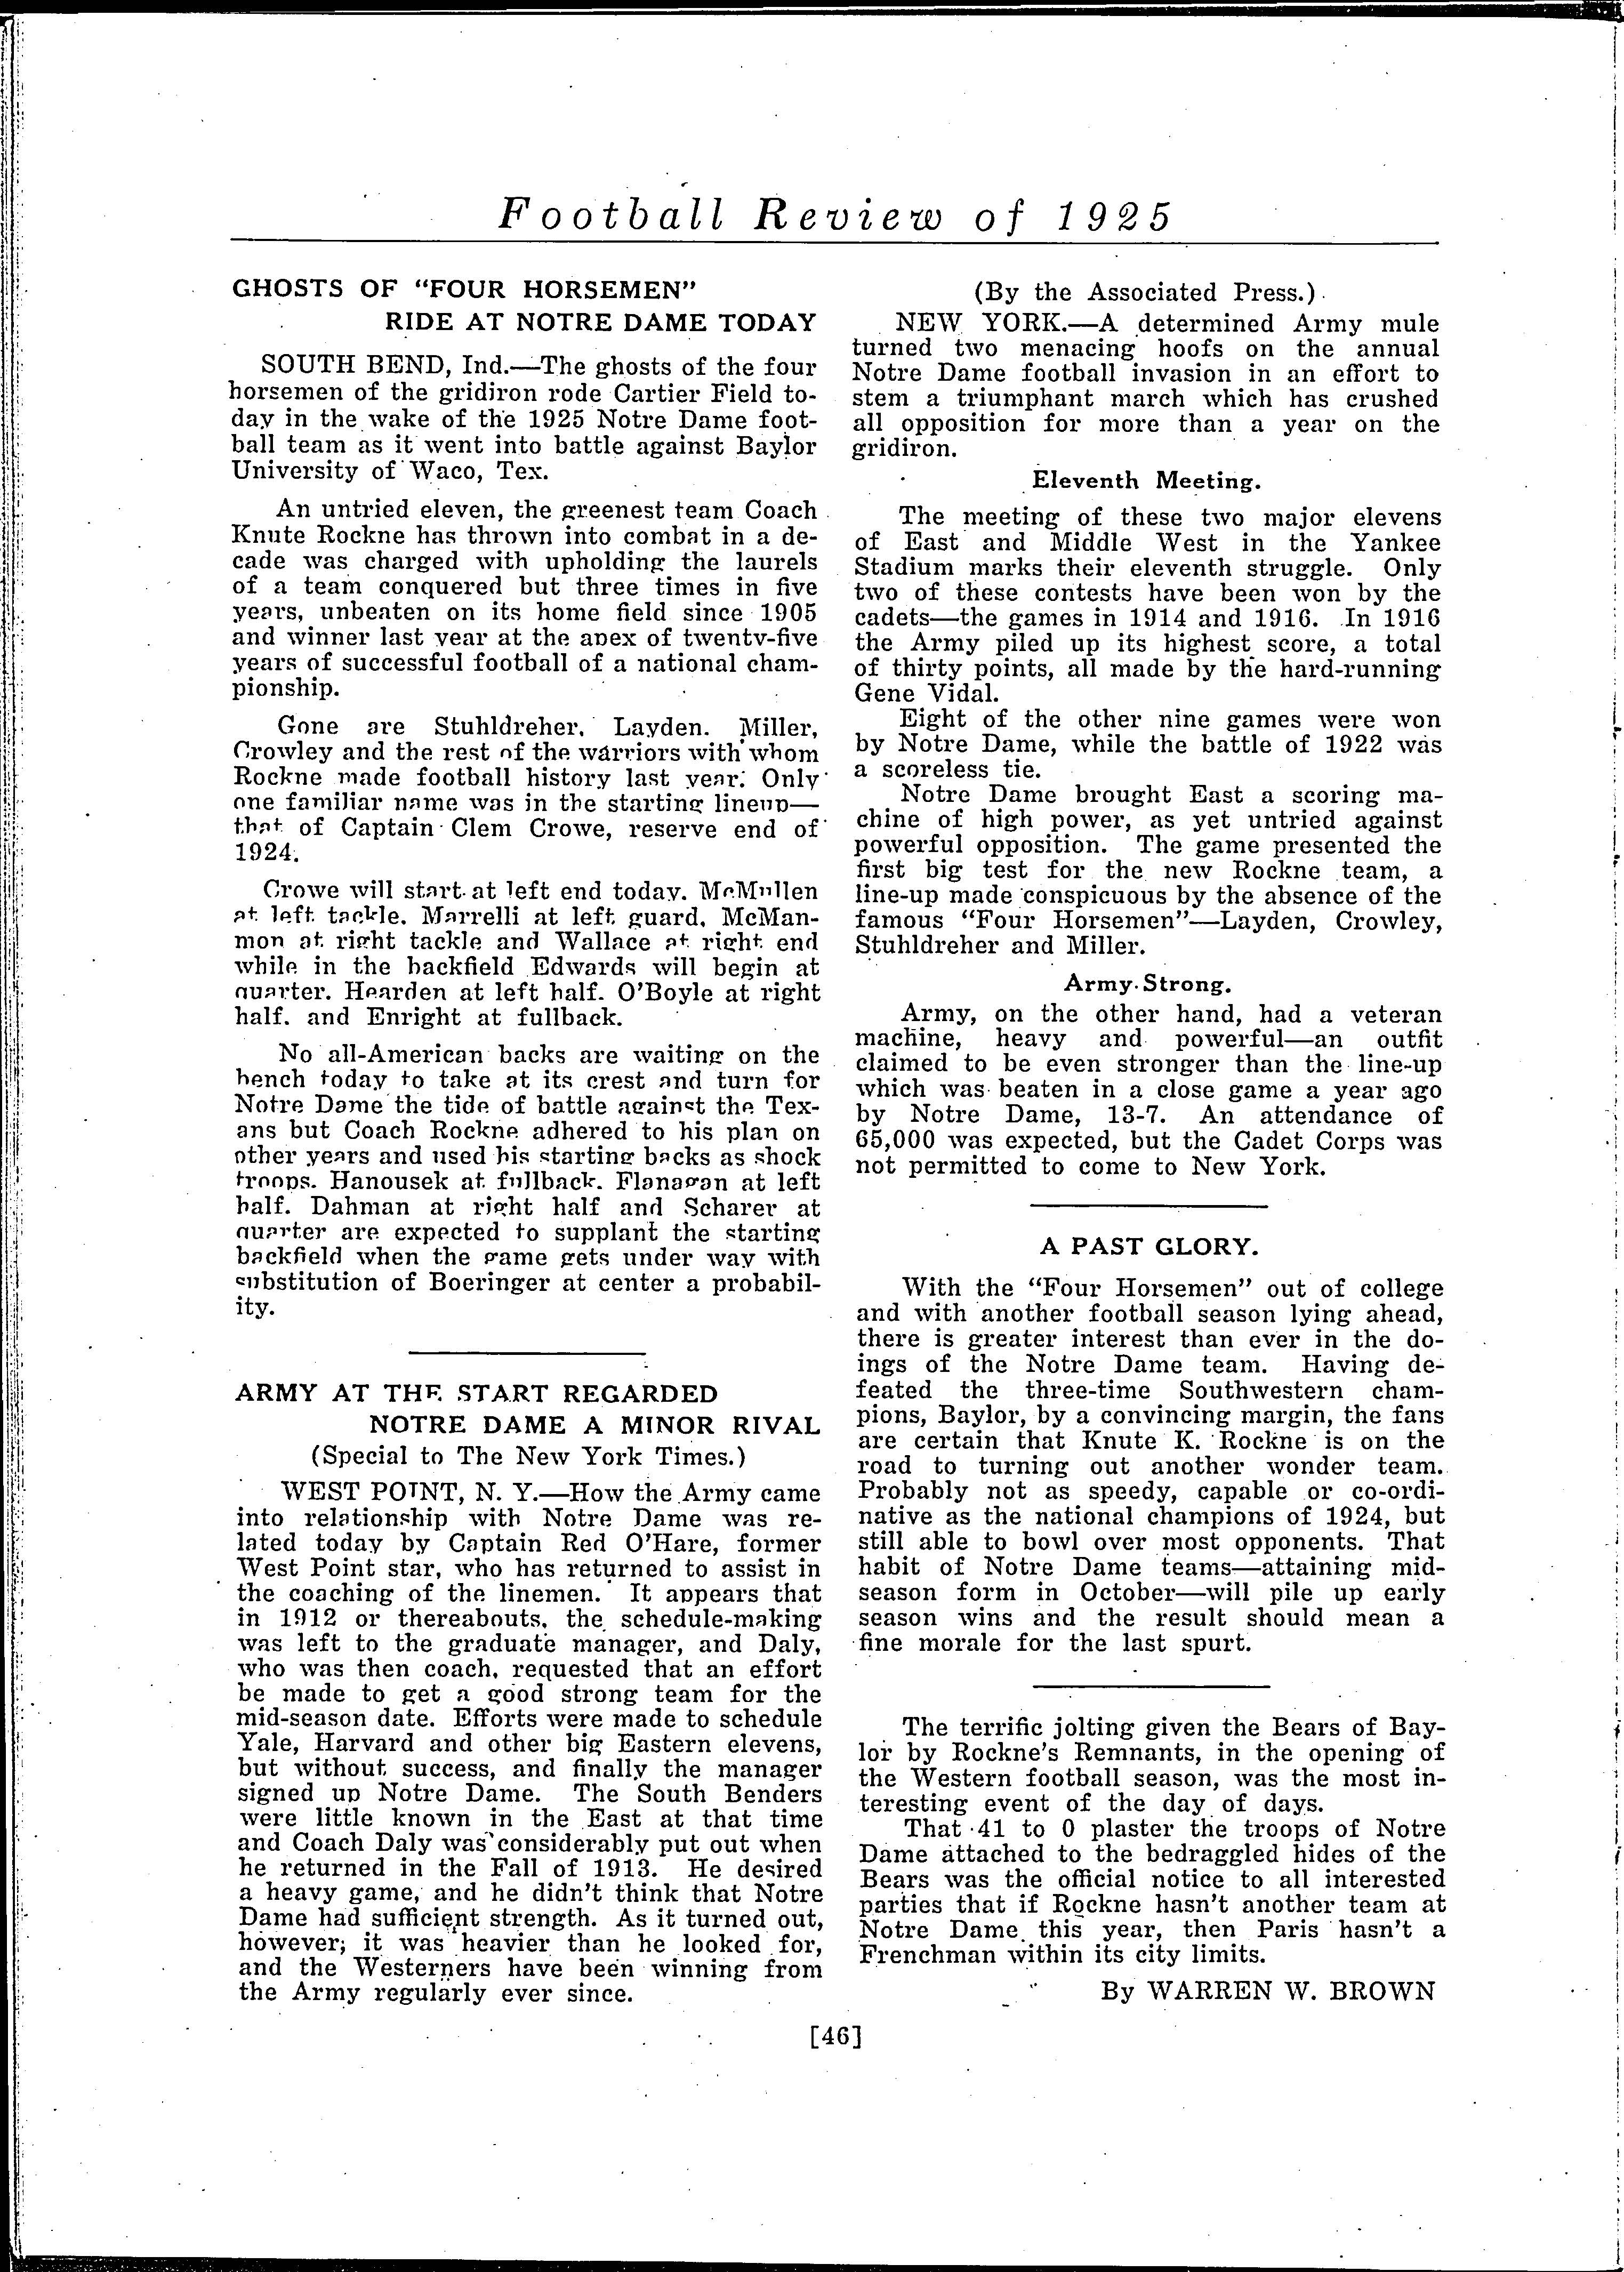 Football Review of 1925
GHOSTS OF "FOUR HORSEMEN"
RIDE AT NOTRE DAME TODAY
SOUTH BEND, Ind.—The ghosts of the four
horsemen of the gridiron rode Cartier Field to-
day in the wake of the 1925 Notre Dame foot-
ball team as it went into battle against Baylor
University of Waco, Tex.
An untried eleven, the greenest team Coach
Knute Rockne has thrown into combat in a de-
cade was charged with upholding the laurels
of a team conquered but three times in five
years, unbeaten on its home field since 1905
and winner last year at the apex of twenty-five
years of successful football of a national cham-
pionship.
Gone are Stuhldreher, Layden. Miller,
Crowley and the rest of the warriors with whom
Rockne made football history last year. Only
one familiar name was in the starting lineup—
that of Captain Clem Crowe, reserve end of
1924.
Crowe will start at left end today. McMullen
at left tackle. Marrelli at left guard, McMan-
mon at right tackle and Wallace at right end
while in the backfield Edwards will begin at
quarter. Hearden at left half. O'Boyle at right
half. and Enright at fullback.
No all-American backs are waiting on the
bench today to take at its crest and turn for
Notre Dame the tide of battle against the Tex-
ans but Coach Rockne adhered to his plan on
other years and used his starting backs as shock
troops. Hanousek at fullback. Flanagan at left
half. Dahman at right half and Scharer at
quarter are expected to supplant the starting
backfield when the game gets under way with
substitution of Boeringer at center a probabil-
ity.
ARMY AT THE START REGARDED
NOTRE DAME A MINOR RIVAL
(Special to The New York Times.)
WEST POINT, N. Y.—How the Army came
into relationship with Notre Dame was re-
lated today by Captain Red O'Hare, former
West Point star, who has returned to assist in
the coaching of the linemen. It appears that
in 1912 or thereabouts, the schedule-making
was left to the graduate manager, and Daly,
who was then coach, requested that an effort
be made to get a good strong team for the
mid-season date. Efforts were made to schedule
Yale, Harvard and other big Eastern elevens,
but without success, and finally the manager
signed up Notre Dame. The South Benders
were little known in the East at that time
and Coach Daly was considerably put out when
he returned in the Fall of 1913. He desired
a heavy game, and he didn't think that Notre
Dame had sufficient strength. As it turned out,
however; it was heavier than he looked for,
and the Westerners have been winning from
the Army regularly ever since.
(By the Associated Press.)
NEW YORK.—A determined Army mule
turned two menacing hoofs on the annual
Notre Dame football invasion in an effort to
stem a triumphant march which has crushed
all opposition for more than a year on the
gridiron.
Eleventh Meeting.
The meeting of these two major elevens
of East and Middle West in the Yankee
Stadium marks their eleventh struggle. Only
two of these contests have been won by the
cadets—the games in 1914 and 1916. In 1916
the Army piled up its highest score, a total
of thirty points, all made by the hard-running
Gene Vidal.
Eight of the other nine games were won
by Notre Dame, while the battle of 1922 was
a scoreless tie.
Notre Dame brought East a scoring ma-
chine of high power, as yet untried against
powerful opposition. The game presented the
first big test for the new Rockne team, a
line-up made conspicuous by the absence of the
famous "Four Horsemen"—Layden, Crowley,
Stuhldreher and Miller.
Army Strong.
Army, on the other hand, had a veteran
machine, heavy and powerful—an outfit
claimed to be even stronger than the line-up
which was beaten in a close game a year ago
by Notre Dame, 13-7. An attendance of
65,000 was expected, but the Cadet Corps was
not permitted to come to New York.
A PAST GLORY.
With the "Four Horsemen" out of college
and with another football season lying ahead,
there is greater interest than ever in the do-
ings of the Notre Dame team. Having de-
feated the three-time Southwestern cham-
pions, Baylor, by a convincing margin, the fans
are certain that Knute K. Rockne is on the
road to turning out another wonder team.
Probably not as speedy, capable or co-ordi-
native as the national champions of 1924, but
still able to bowl over most opponents. That
habit of Notre Dame teams—attaining mid-
season form in October—will pile up early
season wins and the result should mean a
fine morale for the last spurt.
The terrific jolting given the Bears of Bay-
lor by Rockne's Remnants, in the opening of
the Western football season, was the most in-
teresting event of the day of days.
That 41 to 0 plaster the troops of Notre
Dame attached to the bedraggled hides of the
Bears was the official notice to all interested
parties that if Rockne hasn't another team at
Notre Dame this year, then Paris hasn't a
Frenchman within its city limits.
By WARREN W. BROWN
[46]